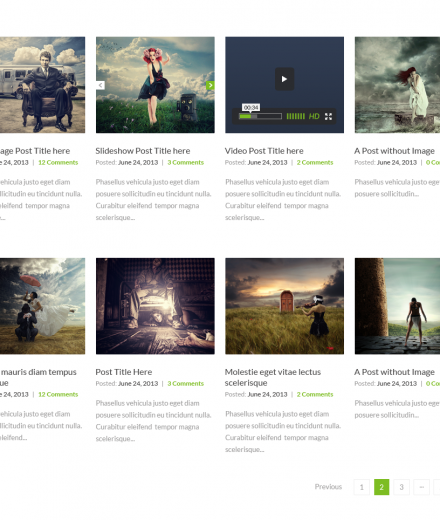 00:34
HD
age Post Title here
Slideshow Post Title here
Video Post Title here
A Post without Image
e 24, 2013 | 12 Comments
Posted: June 24, 2013 | 3 Comments
Posted: June 24, 2013 | 2 Comments
Posted: June 24, 2013 | 0 Co
vehicula justo eget diam
llicitudin eu tincidunt nulla.
eleifend tempor magna
e...
Phasellus vehicula justo eget diam
posuere sollicitudin eu tincidunt nulla.
Curabitur eleifend tempor magna
scelerisque...
Phasellus vehicula justo eget diam
posuere sollicitudin eu tincidunt nulla.
Curabitur eleifend tempor magna
scelerisque...
Phasellus vehicula justo eget
posuere sollicitudin...
mauris diam tempus
que
Post Title Here
Molestie eget vitae lectus
scelerisque
A Post without Image
e 24, 2013 | 12 Comments
Posted: June 24, 2013 | 3 Comments
Posted: June 24, 2013 | 2 Comments
Posted: June 24, 2013 | 0 Co
vehicula justo eget diam
llicitudin eu tincidunt nulla.
eleifend...
Phasellus vehicula justo eget diam
posuere sollicitudin eu tincidunt nulla.
Curabitur eleifend tempor magna
scelerisque...
Phasellus vehicula justo eget diam
posuere sollicitudin eu tincidunt nulla.
Curabitur eleifend tempor magna
scelerisque...
Phasellus vehicula justo eget
posuere sollicitudin...
Previous 1 2 3 –